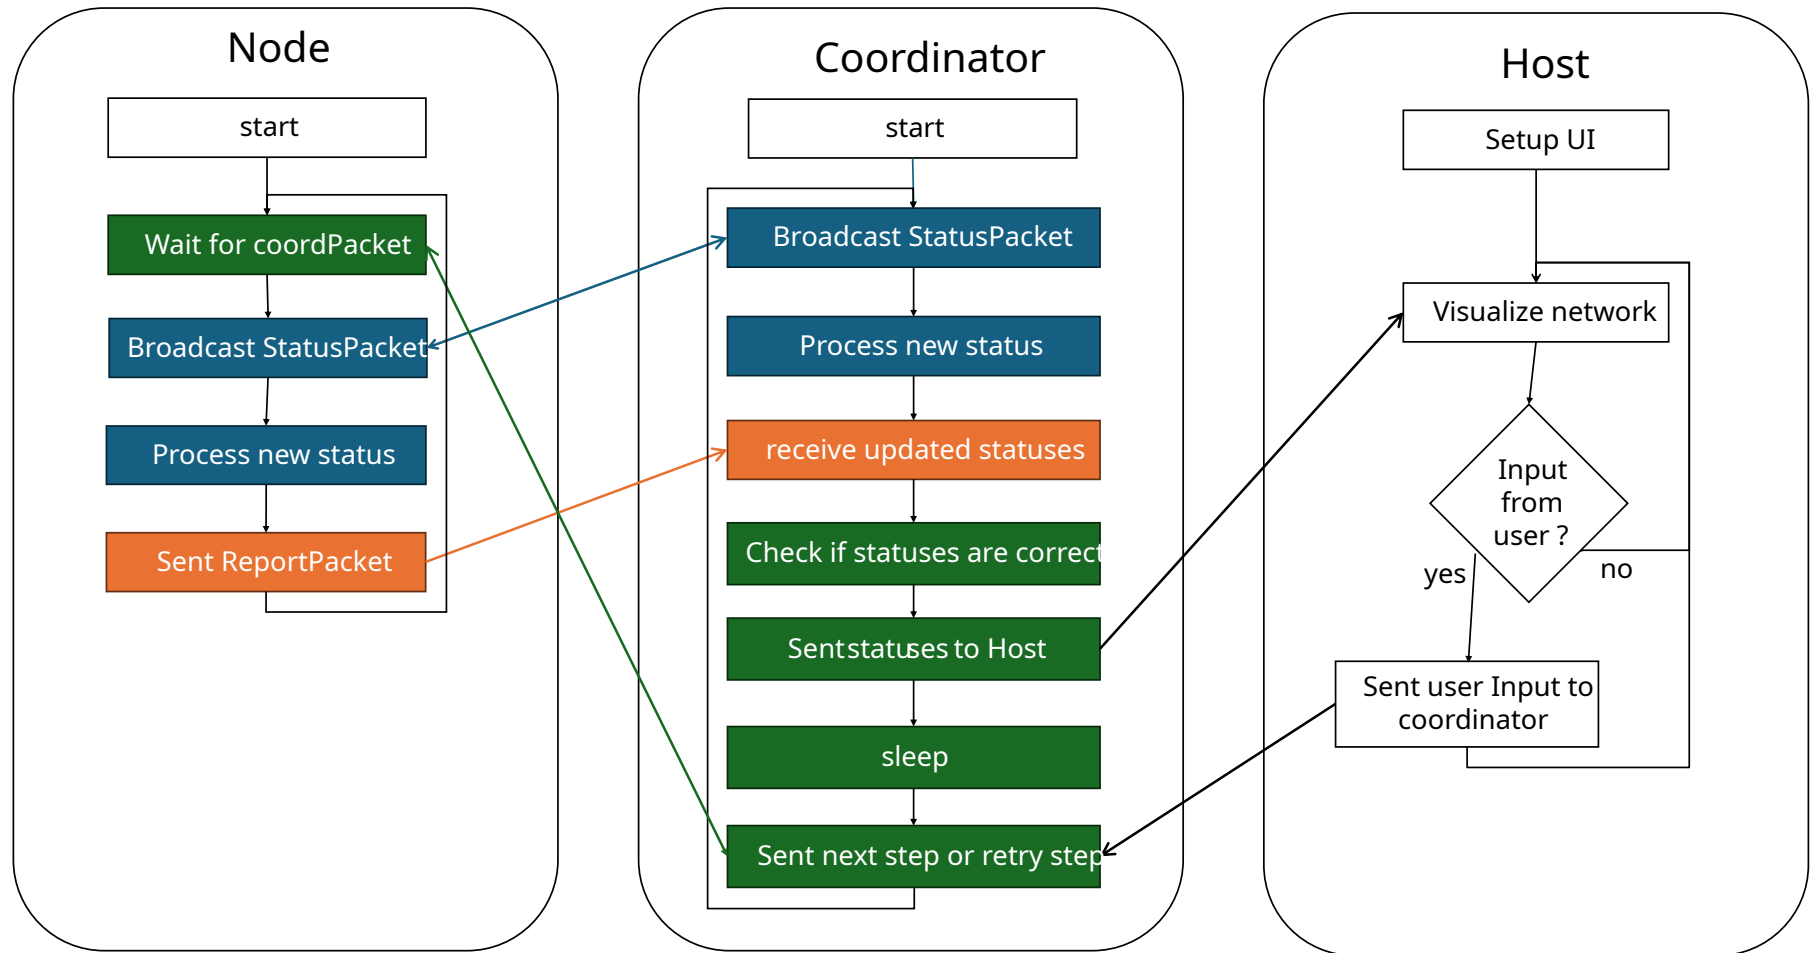 Node
start
Wait for coordPacket
Broadcast StatusPacket
Process new status
Sent ReportPacket
Coordinator
start
Broadcast StatusPacket
Process new status
receive updated statuses
Check if statuses are correct
Sent statuses to Host
sleep
Sent next step or retry step
Host
Setup UI
Visualize network
Input
from
user ?
yes
no
Sent user Input to
coordinator